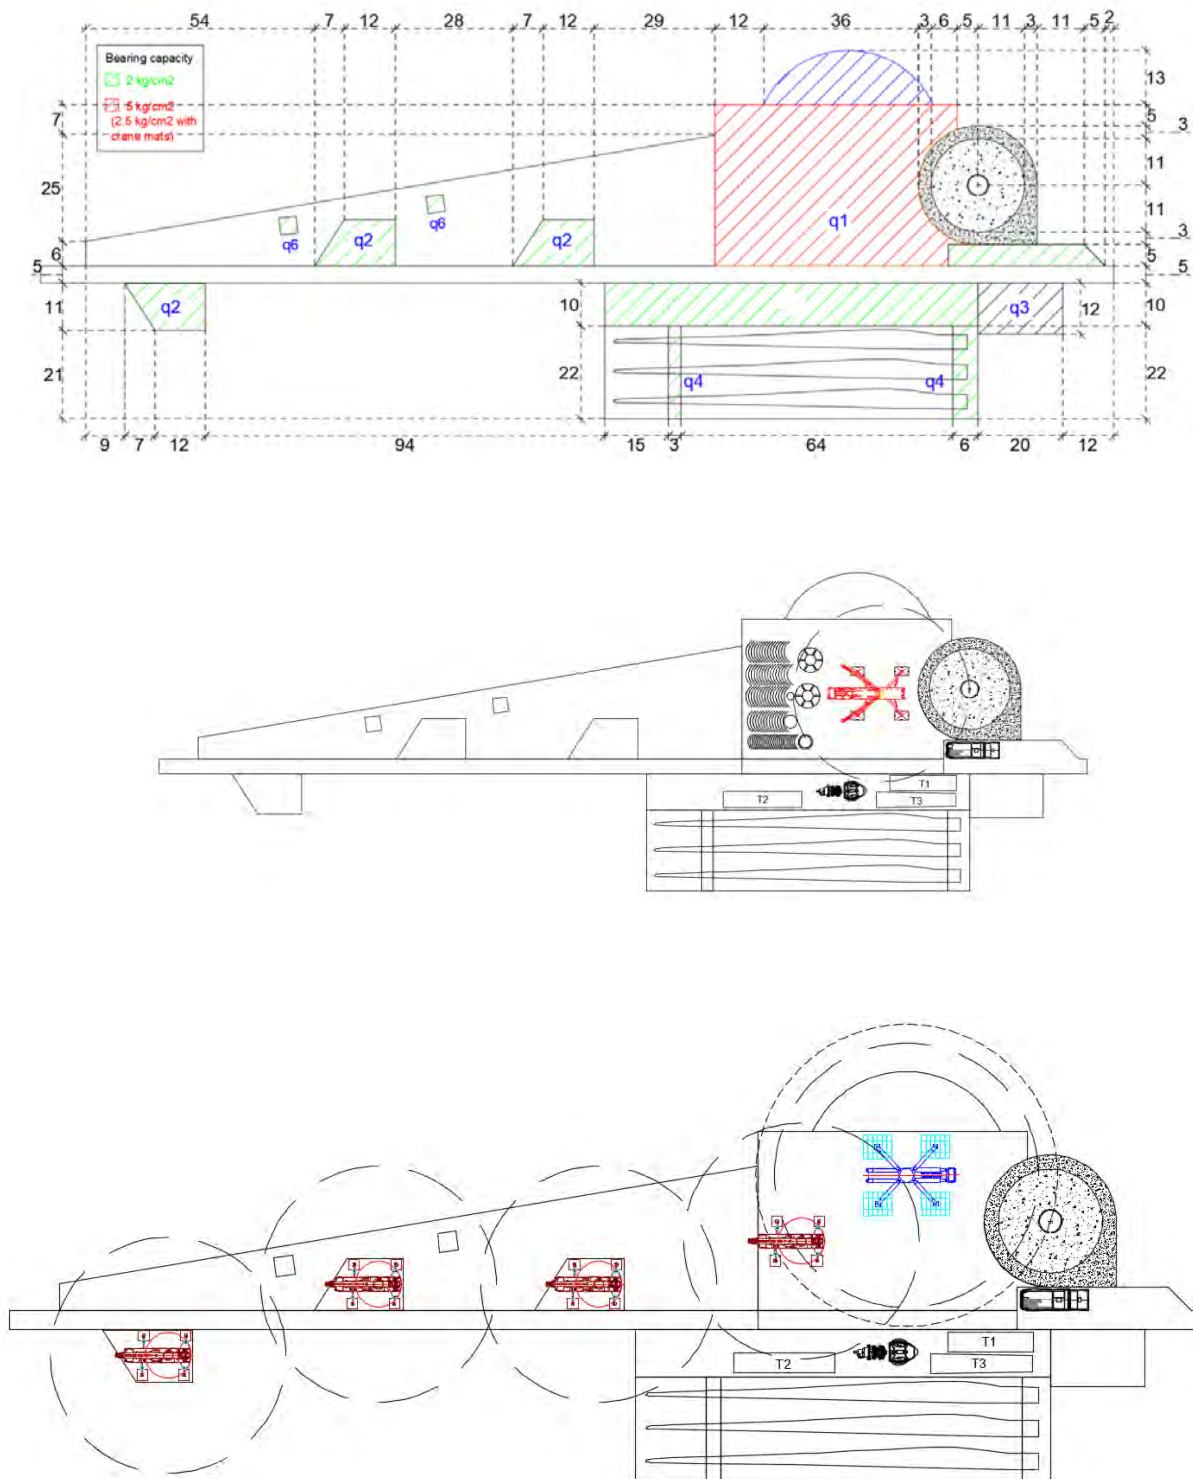 54 7 12 28 7 12 29 12 36 3 6 5 11 3 11 5 2
Bearing capacity
2 kg/cm2
5 kg/cm2
(2.5 kg/cm2 with
crane mats)
7
25
6
5
11
21
13
5
3
11
11
3
5
5
10
22
12
10
22
q6
q6
q2
q2
q1
q2
q3
q4
q4
9 7 12 94 15 3 64 6 20 12
T1
T2
T3
T1
T2
T3